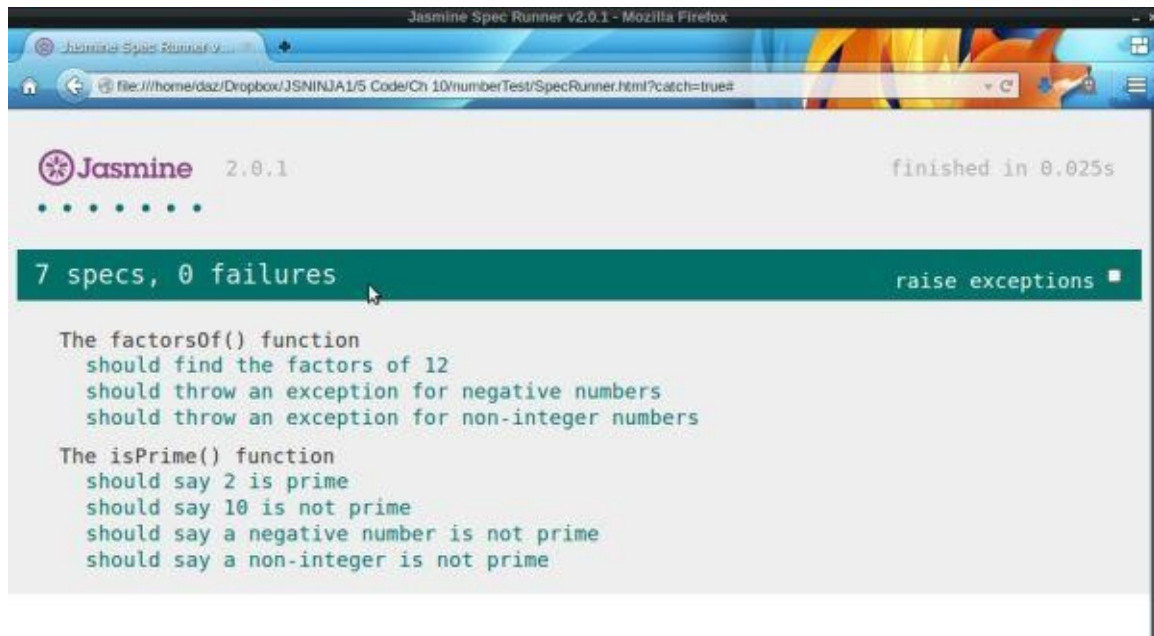 Jasmine Spec Runner v2.0.1 - Mozilla Firefox
Jasmine Spec Runner v...
file:///home/daz/Dropbox/JSNINJA1/5 Code/Ch 10/numberTest/SpecRunner.html?catch=true#
Jasmine 2.0.1 finished in 0.025s
7 specs, 0 failures raise exceptions
The factorsOf() function
should find the factors of 12
should throw an exception for negative numbers
should throw an exception for non-integer numbers
The isPrime() function
should say 2 is prime
should say 10 is not prime
should say a negative number is not prime
should say a non-integer is not prime